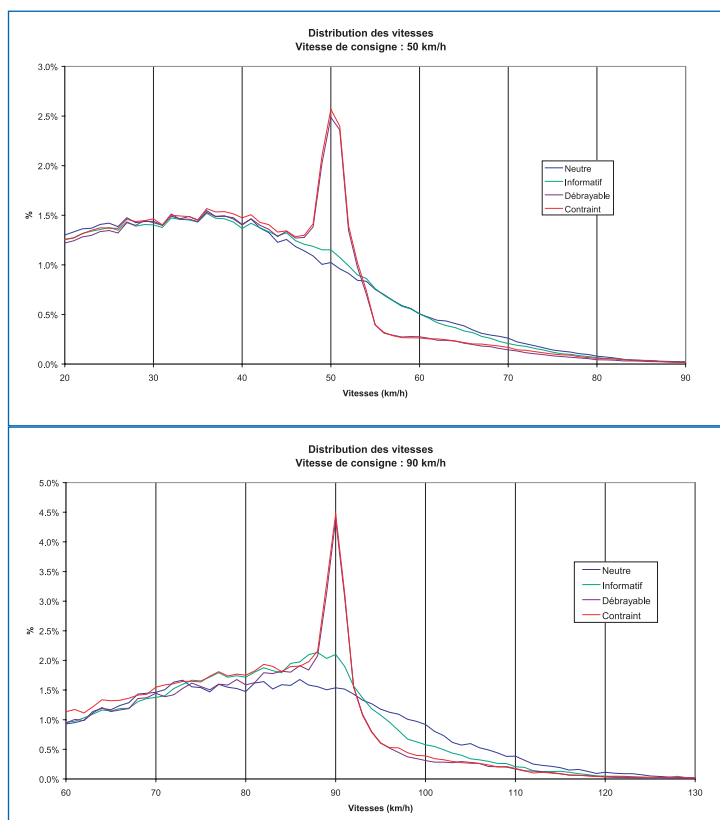 Distribution des vitesses
Vitesse de consigne : 50 km/h
3.0%
2.5%
2.0%
1.5%
1.0%
0.5%
0.0%
%
20 30 40 50 60 70 80 90
Vitesses (km/h)
Neutre
Informatif
Débrayable
Contraint
Distribution des vitesses
Vitesse de consigne : 90 km/h
5.0%
4.5%
4.0%
3.5%
3.0%
2.5%
2.0%
1.5%
1.0%
0.5%
0.0%
%
60 70 80 90 100 110 120 130
Vitesses (km/h)
Neutre
Informatif
Débrayable
Contraint